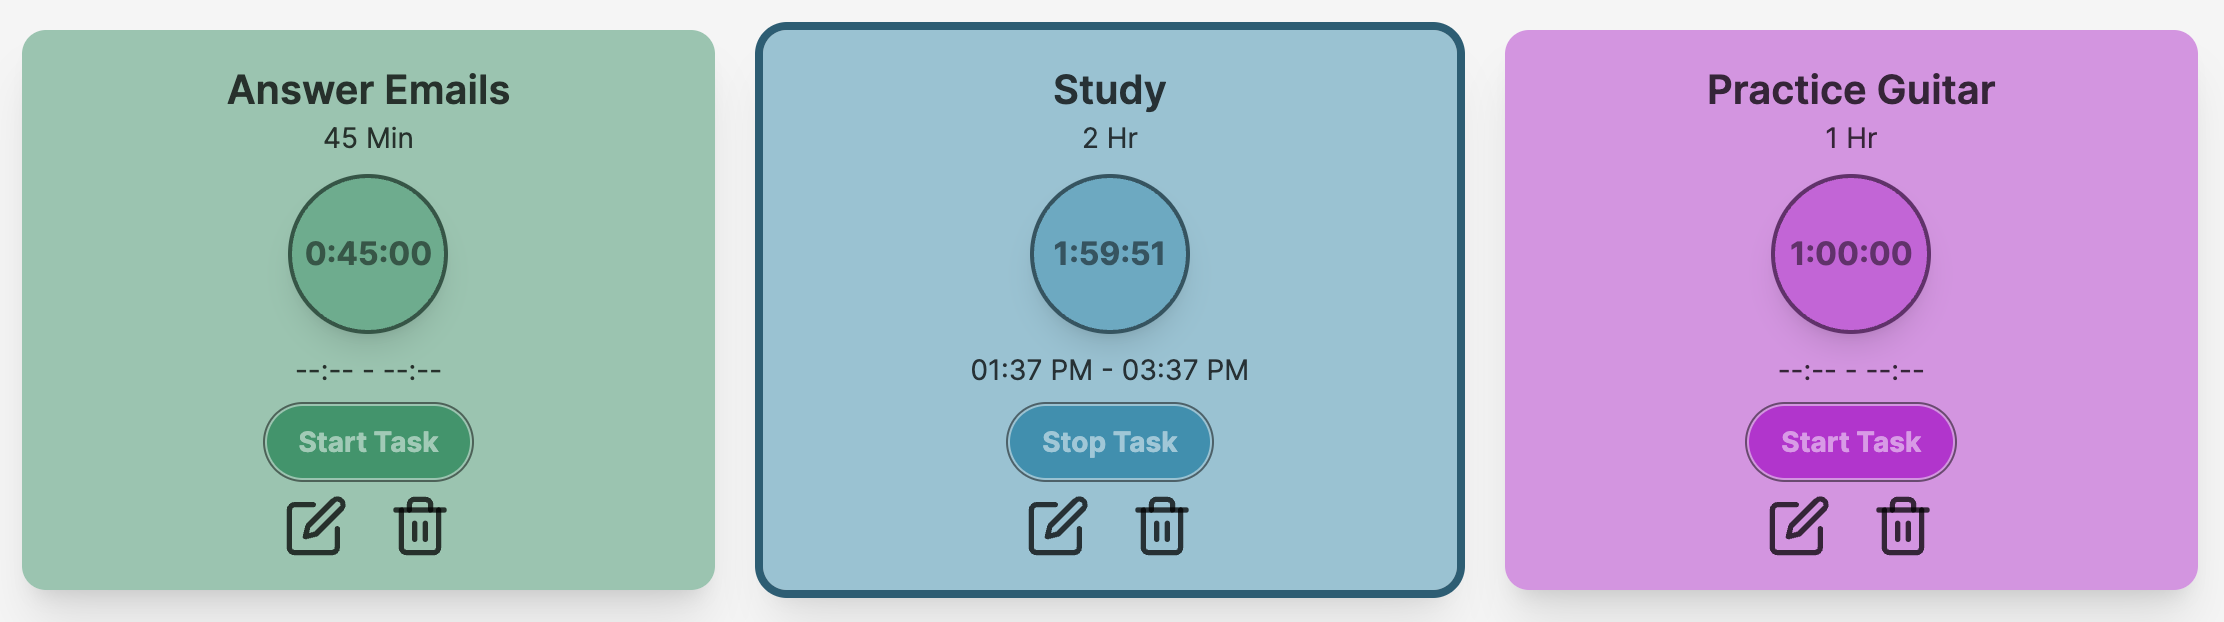 Answer Emails
45 Min
0:45:00
--:-- - --:--
Start Task
Study
2 Hr
1:59:51
01:37 PM - 03:37 PM
Stop Task
Practice Guitar
1 Hr
1:00:00
--:-- - --:--
Start Task